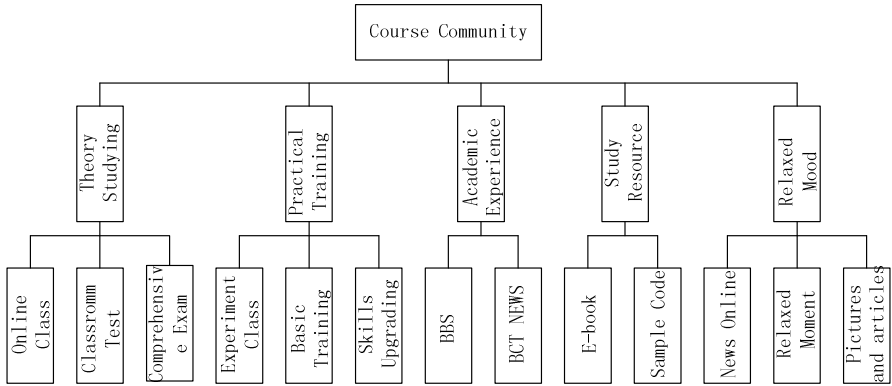 Course Community
Theory
Studying
Practical
Training
Academic
Experience
Study
Resource
Relaxed
Mood
Online
Class
Classromm
Test
Comprehensiv
e Exam
Experiment
Class
Basic
Training
Skills
Upgrading
BBS
BCT NEWS
E-book
Sample Code
News Online
Relaxed
Moment
Pictures
and articles